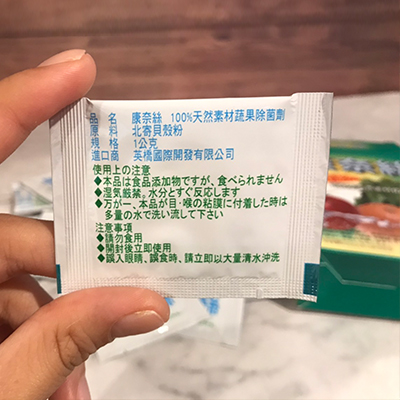 品 名 康奈絲 100%天然素材蔬果除菌劑
原 料 北寄貝殼粉
規 格 1公克
進口商 英橋國際開發有限公司
使用上の注意
◆本品は食品添加物ですが、食べられません
◆湿気厳禁、水分とすぐ反応します
◆万が一、本品が目・喉の粘膜に付着した時は
多量の水で洗い流して下さい
注意事項
◆請勿食用
◆開封後立即使用
◆誤入眼睛、誤食時、請立即以大量清水沖洗